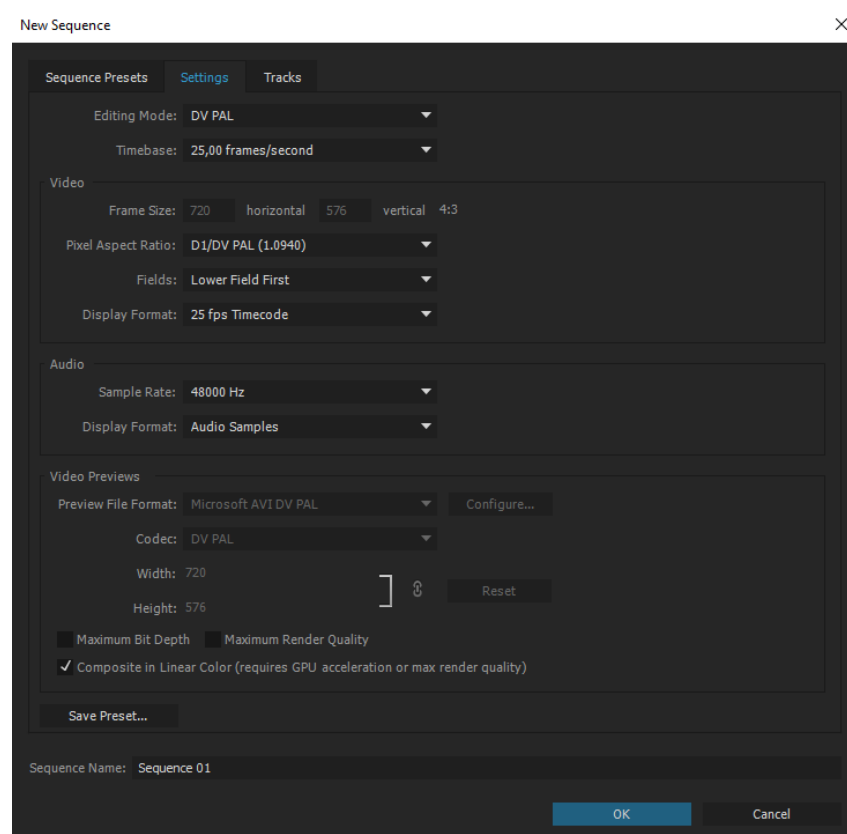 New Sequence
Sequence Presets Settings Tracks
Editing Mode: DV PAL
Timebase: 25,00 frames/second
Video
Frame Size: 720 horizontal 576 vertical 4:3
Pixel Aspect Ratio: D1/DV PAL (1.0940)
Fields: Lower Field First
Display Format: 25 fps Timecode
Audio
Sample Rate: 48000 Hz
Display Format: Audio Samples
Video Previews
Preview File Format: Microsoft AVI DV PAL Configure...
Codec: DV PAL
Width: 720
Reset
Height: 576
Maximum Bit Depth Maximum Render Quality
Composite in Linear Color (requires GPU acceleration or max render quality)
Save Preset...
Sequence Name: Sequence 01
OK Cancel